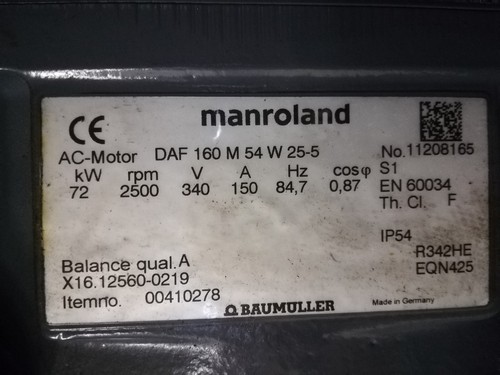 CE manroland
AC-Motor DAF 160 M 54 W 25-5 No.11208165
kW rpm V A Hz cosφ S1
72 2500 340 150 84,7 0,87 EN 60034
Th. Cl. F
IP54
R342HE
Balance qual.A EQN425
X16.12560-0219
Itemno. 00410278
BAUMÜLLER Made in Germany